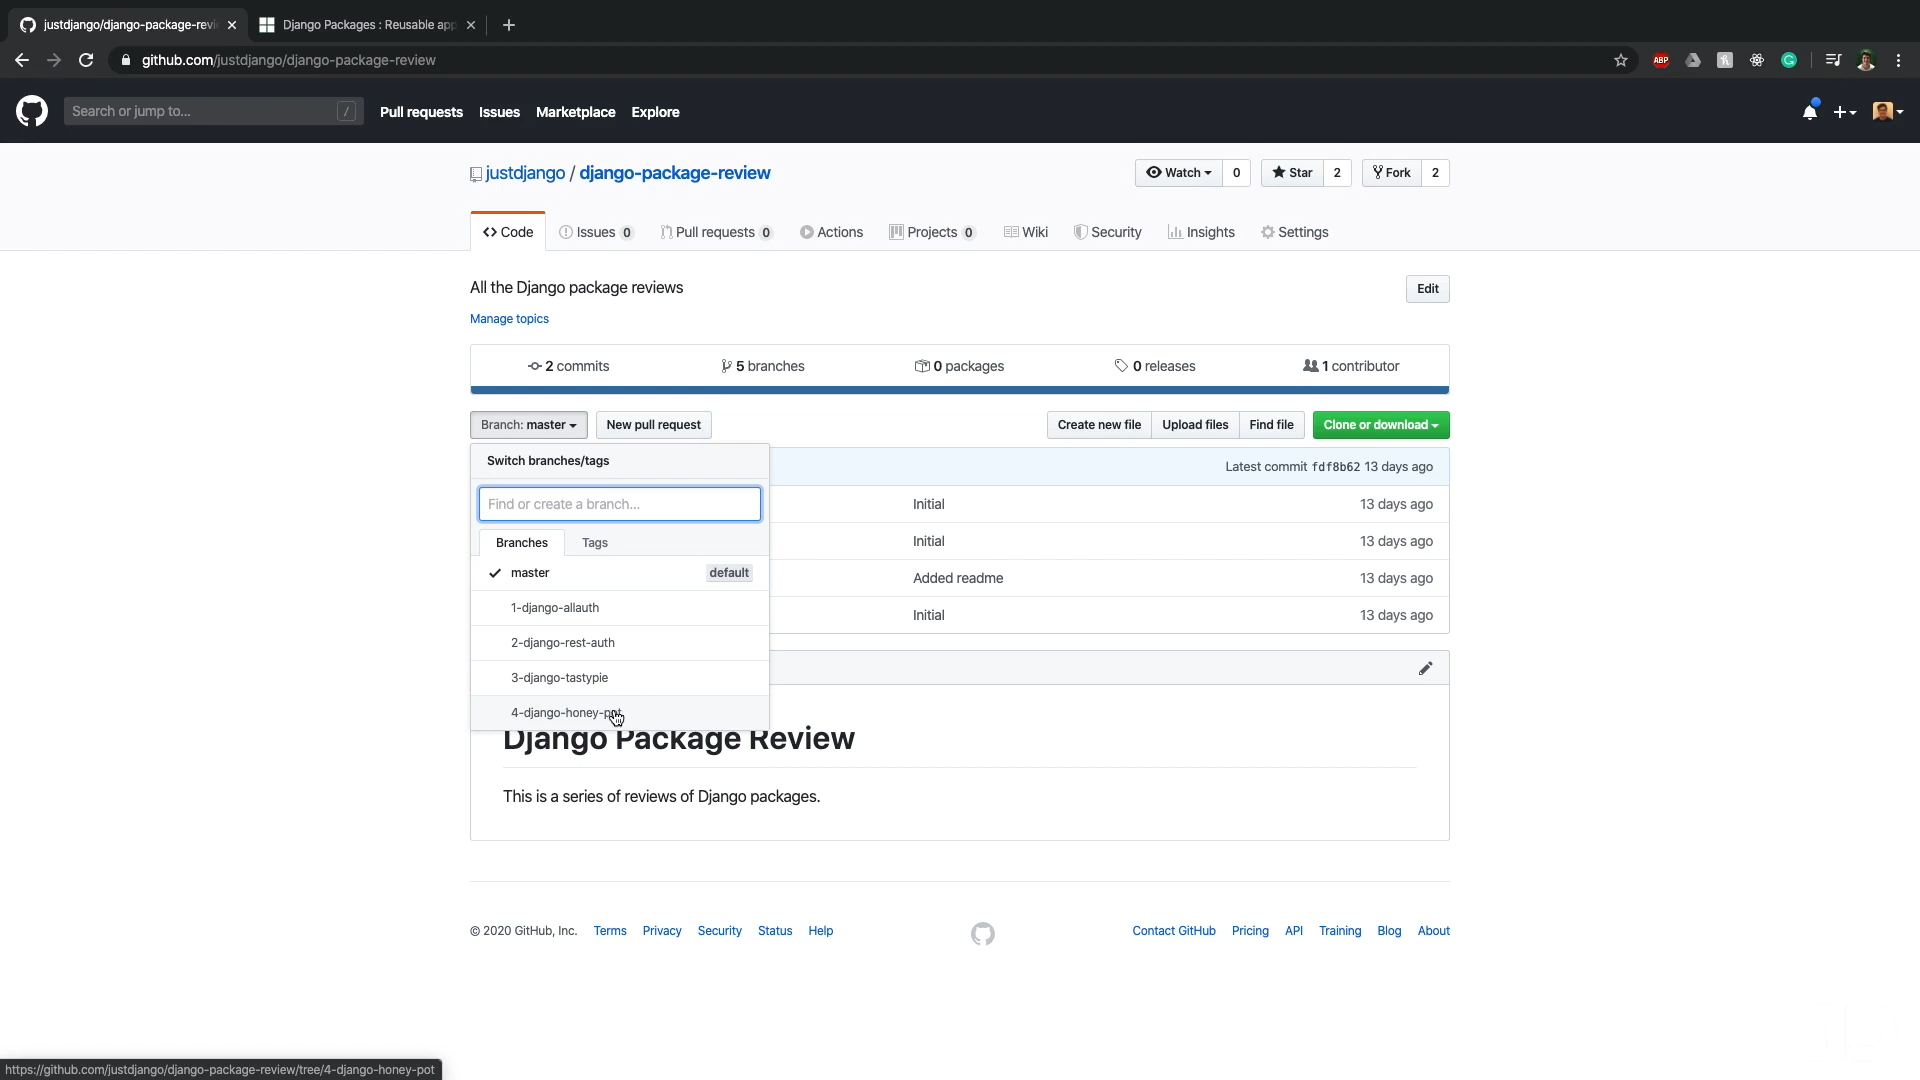 justdjango/django-package-revi
Django Packages : Reusable app
github.com/justdjango/django-package-review
ABP
Search or jump to...
/
Pull requests
Issues
Marketplace
Explore
justdjango / django-package-review
Watch
0
Star
2
Fork
2
Code
Issues 0
Pull requests 0
Actions
Projects 0
Wiki
Security
Insights
Settings
All the Django package reviews
Edit
Manage topics
2 commits
5 branches
0 packages
0 releases
1 contributor
Branch: master
New pull request
Create new file
Upload files
Find file
Clone or download
Switch branches/tags
Latest commit fdf8b62 13 days ago
Find or create a branch...
Initial
13 days ago
Branches
Tags
Initial
13 days ago
master
default
Added readme
13 days ago
1-django-allauth
Initial
13 days ago
2-django-rest-auth
3-django-tastypie
4-django-honey-pot
Django Package Review
This is a series of reviews of Django packages.
© 2020 GitHub, Inc.
Terms
Privacy
Security
Status
Help
Contact GitHub
Pricing
API
Training
Blog
About
https://github.com/justdjango/django-package-review/tree/4-django-honey-pot